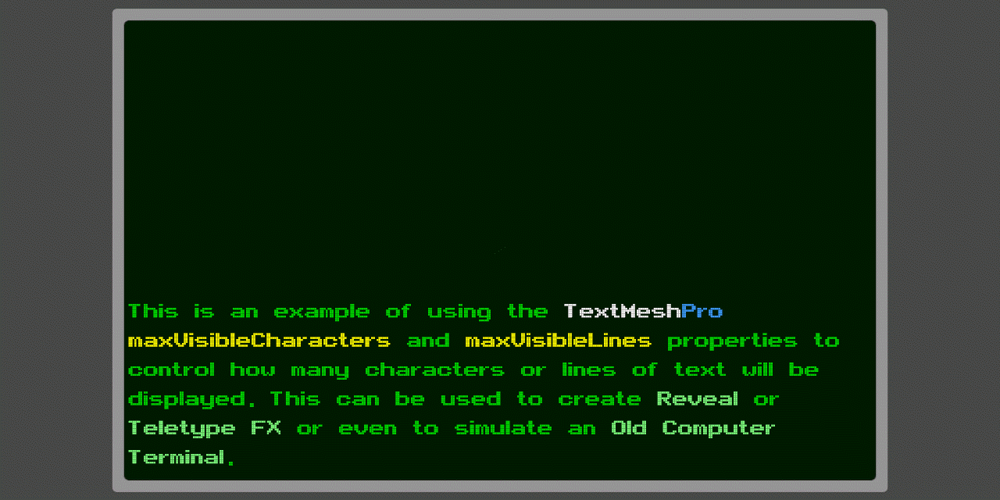 This is an example of using the TextMeshPro
maxVisibleCharacters and maxVisibleLines properties to
control how many characters or lines of text will be
displayed. This can be used to create Reveal or
Teletype FX or even to simulate an Old Computer
Terminal.